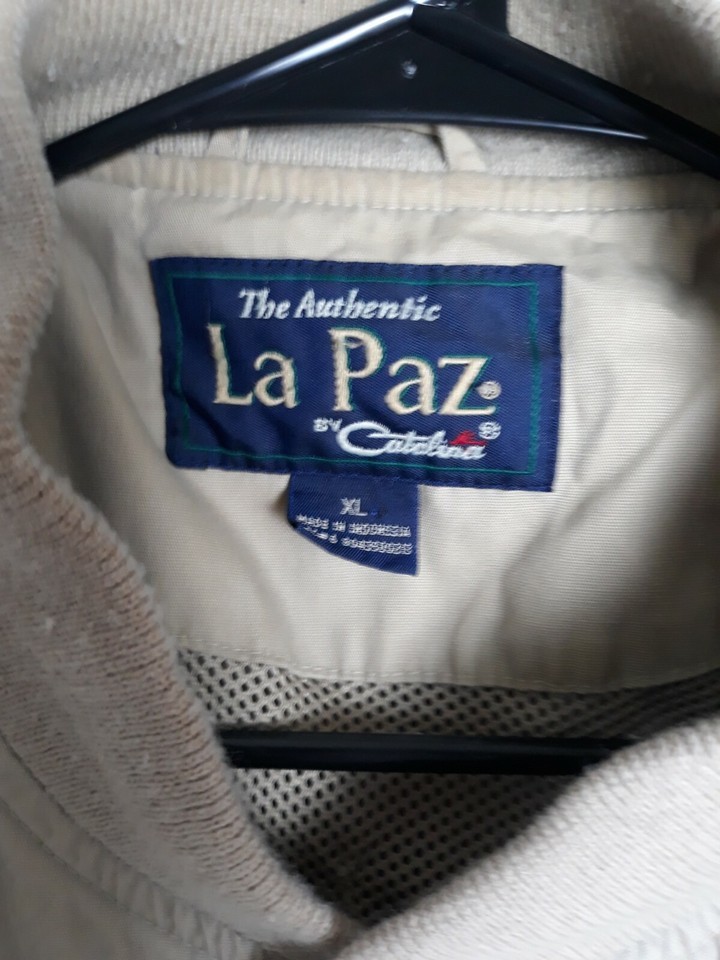 The Authentic
La Paz®
BY Catalina®
XL
MADE IN INDONESIA